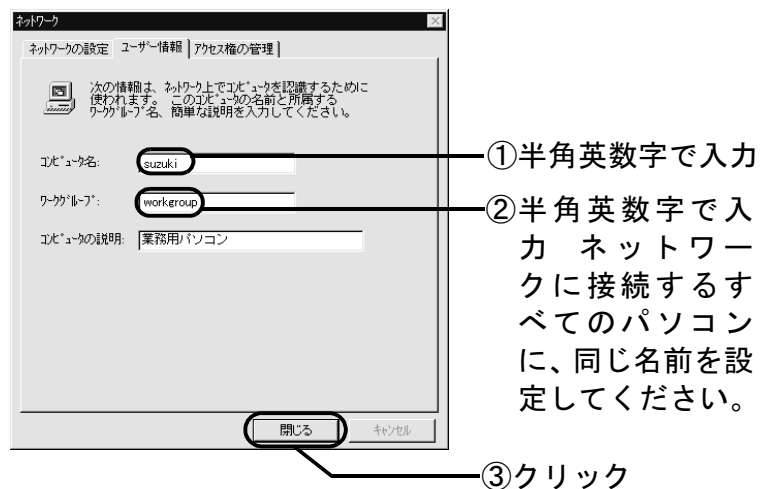 ネットワーク
ネットワークの設定 ユーザー情報 アクセス権の管理
次の情報は、ネットワーク上でコンピュータを認識するために
使われます。 このコンピュータの名前と所属する
ワークグループ名、簡単な説明を入力してください。
コンピュータ名: suzuki
①半角英数字で入力
ワークグループ: workgroup
②半角英数字で入
力 ネットワー
クに接続するす
べてのパソコン
に、同じ名前を設
定してください。
コンピュータの説明: 業務用パソコン
閉じる キャンセル
③クリック